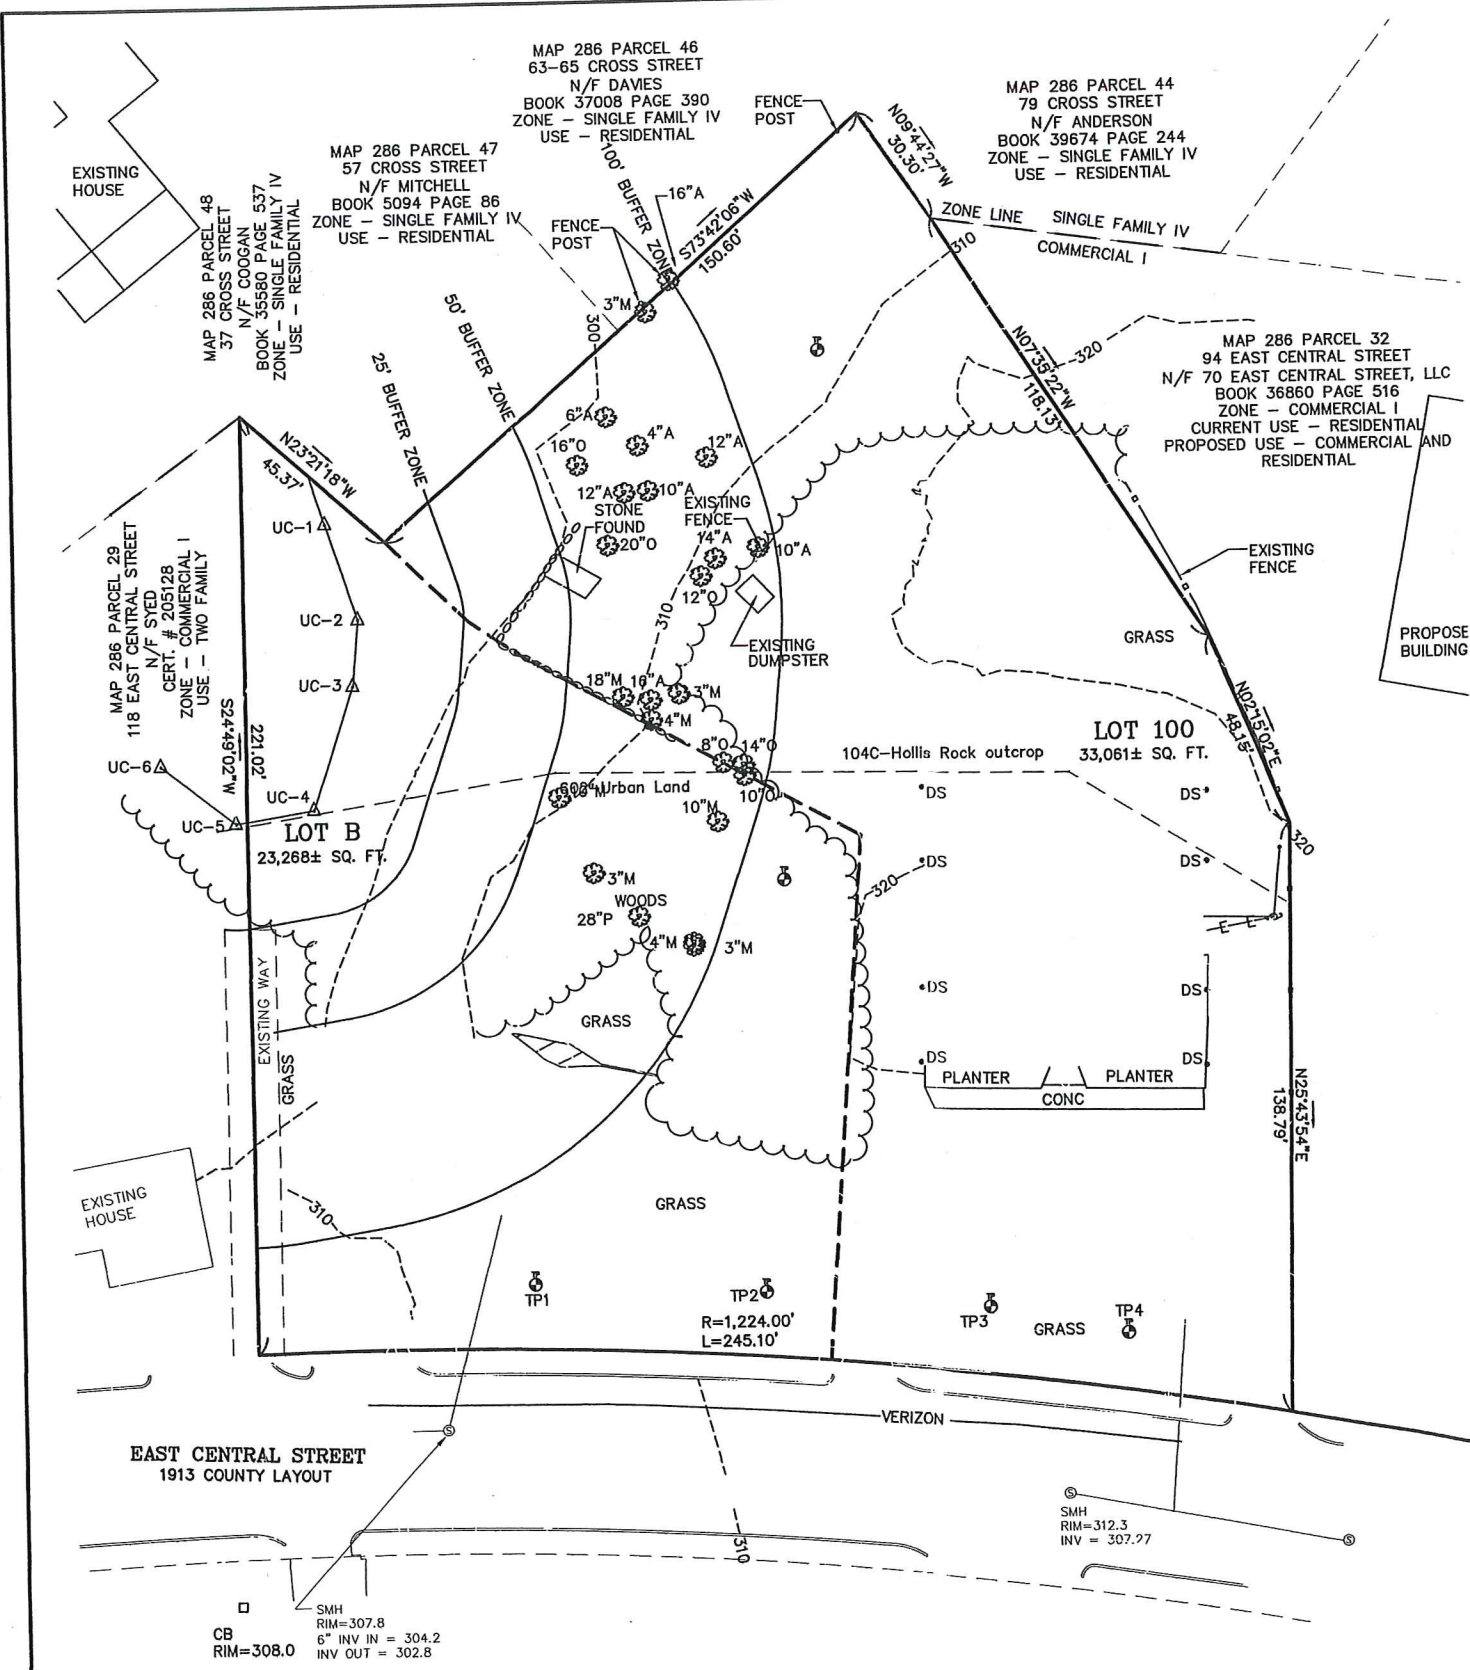 MAP 286 PARCEL 46
63-65 CROSS STREET
N/F DAVIES
BOOK 37008 PAGE 390
ZONE - SINGLE FAMILY IV
USE - RESIDENTIAL
FENCE
POST
N09°44'27"W
30.30'
MAP 286 PARCEL 44
79 CROSS STREET
N/F ANDERSON
BOOK 39674 PAGE 244
ZONE - SINGLE FAMILY IV
USE - RESIDENTIAL
EXISTING
HOUSE
MAP 286 PARCEL 48
37 CROSS STREET
N/F COOGAN
BOOK 35580 PAGE 537
ZONE - SINGLE FAMILY IV
USE - RESIDENTIAL
MAP 286 PARCEL 47
57 CROSS STREET
N/F MITCHELL
BOOK 5094 PAGE 86
ZONE - SINGLE FAMILY IV
USE - RESIDENTIAL
FENCE
POST
100' BUFFER ZONE
16"A
S73°42'06"W
150.60'
ZONE LINE
SINGLE FAMILY IV
COMMERCIAL I
310
3"M
300
50' BUFFER ZONE
25' BUFFER ZONE
N07°35'22"W
118.13'
320
MAP 286 PARCEL 32
94 EAST CENTRAL STREET
N/F 70 EAST CENTRAL STREET, LLC
BOOK 36860 PAGE 516
ZONE - COMMERCIAL I
CURRENT USE - RESIDENTIAL
PROPOSED USE - COMMERCIAL AND
RESIDENTIAL
N23°21'18"W
45.37'
6"A
4"A
12"A
16"O
12"A
10"A
STONE
FOUND
20"O
EXISTING
FENCE
14"A
10"A
12"O
310
EXISTING
DUMPSTER
EXISTING
FENCE
GRASS
PROPOSE
BUILDING
MAP 286 PARCEL 29
118 EAST CENTRAL STREET
N/F SYED
CERT. # 205128
ZONE - COMMERCIAL I
USE - TWO FAMILY
UC-1
UC-2
UC-3
UC-4
UC-5
UC-6
S24°49'02"W
221.02'
18"M
16"A
3"M
4"M
8"O
14"O
10"O
N02°15'02"E
48.15'
LOT 100
33,061± SQ. FT.
104C-Hollis Rock outcrop
Urban Land
10"M
LOT B
23,268± SQ. FT.
DS
DS
320
3"M
WOODS
28"P
4"M
3"M
DS
DS
320
E
E
EXISTING WAY
GRASS
GRASS
DS
DS
DS
DS
PLANTER
PLANTER
CONC
N25°43'54"E
138.79'
EXISTING
HOUSE
310
GRASS
TP1
TP2
R=1,224.00'
L=245.10'
TP3
GRASS
TP4
VERIZON
S
EAST CENTRAL STREET
1913 COUNTY LAYOUT
310
S
SMH
RIM=312.3
INV = 307.97
S
CB
RIM=308.0
SMH
RIM=307.8
6" INV IN = 304.2
INV OUT = 302.8